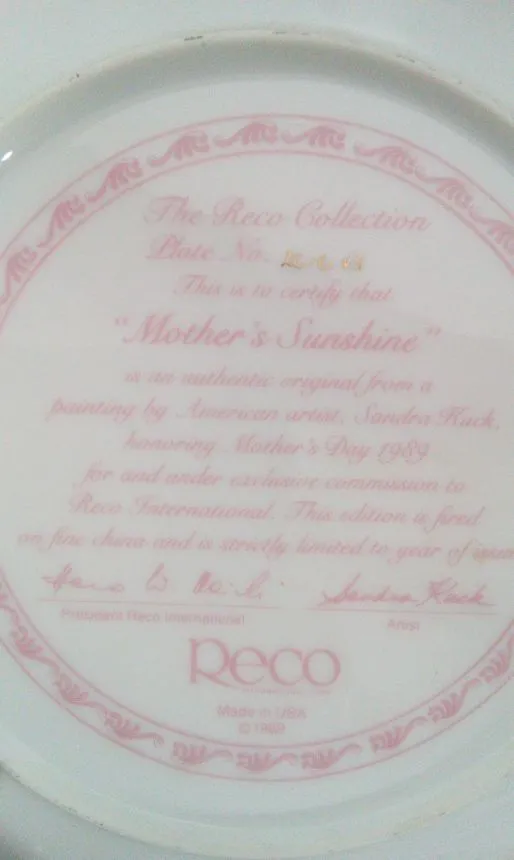 The Reco Collection
Plate No.
This is to certify that
"Mother's Sunshine"
is an authentic original from a
painting by American artist, Sandra Kuck,
honoring Mother's Day 1989
for and under exclusive commission to
Reco International. This edition is fired
on fine china and is strictly limited to year of
Sandra Kuck
President Reco International
Artist
Reco
Made in USA
© 1989